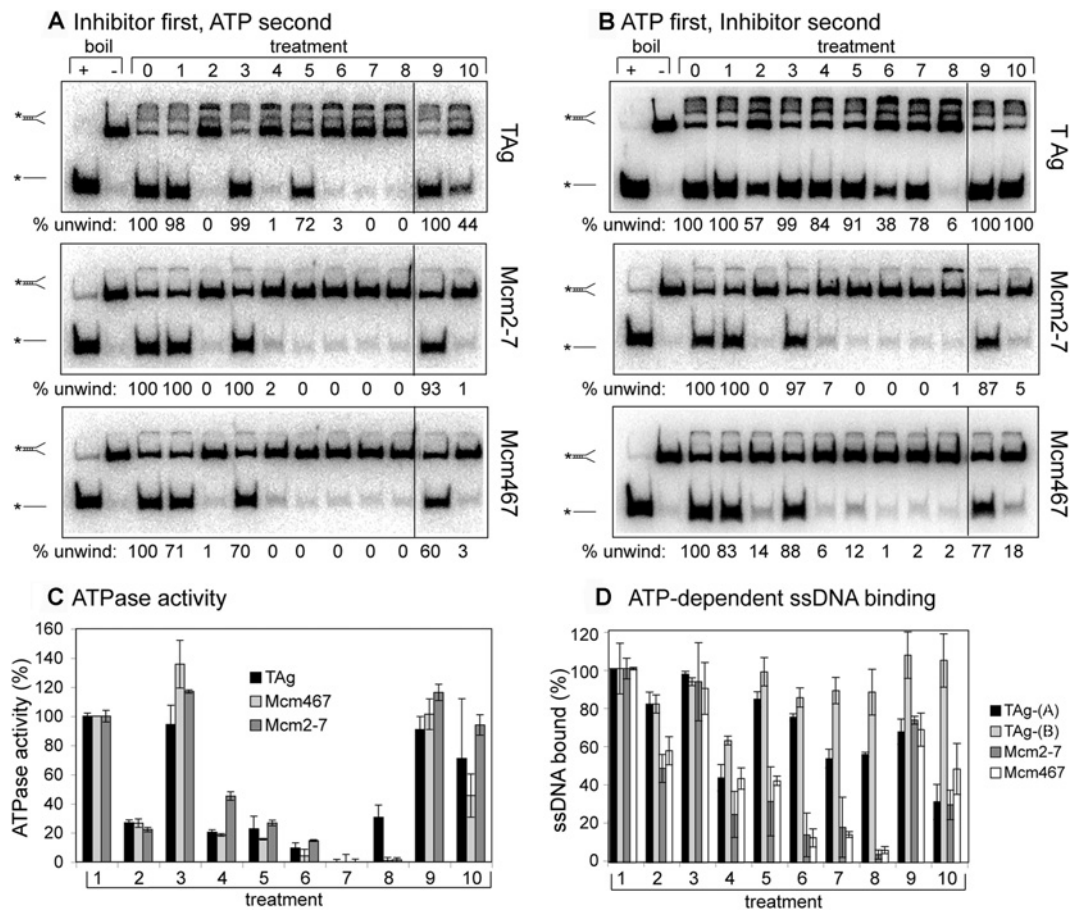 A Inhibitor first, ATP second
boil treatment
+ - 0 1 2 3 4 5 6 7 8 9 10
*
*
TAg
% unwind: 100 98 0 99 1 72 3 0 0 100 44
*
*
Mcm2-7
% unwind: 100 100 0 100 2 0 0 0 0 93 1
*
*
Mcm467
% unwind: 100 71 1 70 0 0 0 0 0 60 3
B ATP first, Inhibitor second
boil treatment
+ - 0 1 2 3 4 5 6 7 8 9 10
*
*
T Ag
% unwind: 100 100 57 99 84 91 38 78 6 100 100
*
*
Mcm2-7
% unwind: 100 100 0 97 7 0 0 0 1 87 5
*
*
Mcm467
% unwind: 100 83 14 88 6 12 1 2 2 77 18
C ATPase activity
ATPase activity (%)
160
140
120
100
80
60
40
20
0
TAg
Mcm467
Mcm2-7
1 2 3 4 5 6 7 8 9 10
treatment
D ATP-dependent ssDNA binding
ssDNA bound (%)
120
100
80
60
40
20
0
TAg-(A)
TAg-(B)
Mcm2-7
Mcm467
1 2 3 4 5 6 7 8 9 10
treatment